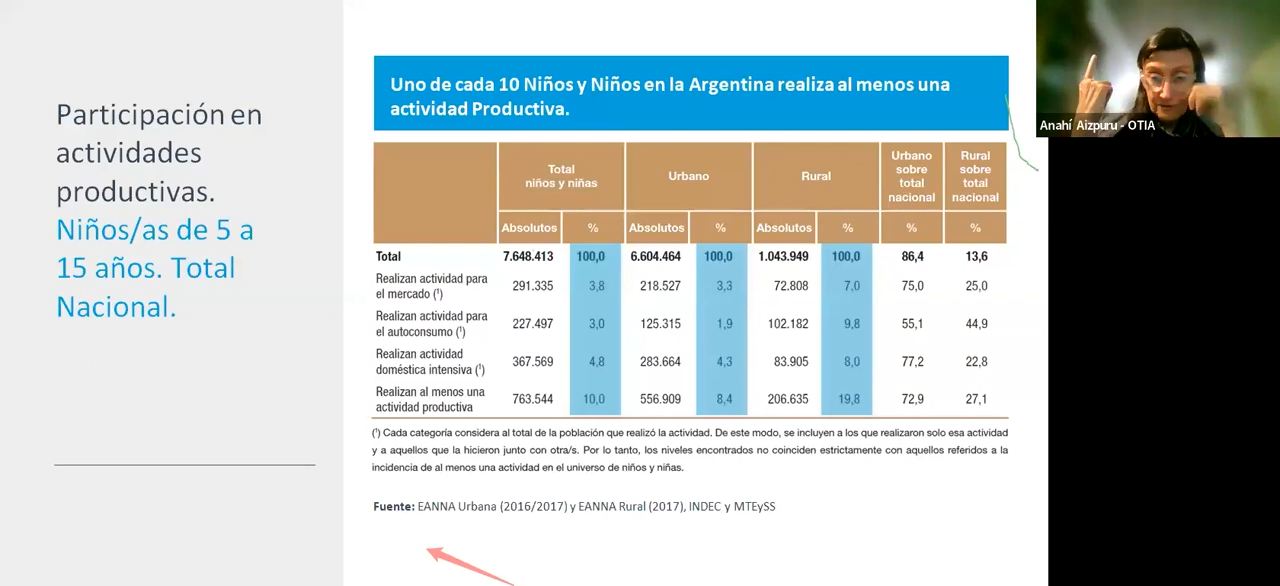 Participación en
actividades
productivas.
Niños/as de 5 a
15 años. Total
Nacional.
Uno de cada 10 Niños y Niños en la Argentina realiza al menos una
actividad Productiva.
Total
niños y niñas
Urbano
Rural
Urbano
sobre
total
nacional
Rural
sobre
total
nacional
Absolutos % Absolutos % Absolutos % % %
Total 7.648.413 100,0 6.604.464 100,0 1.043.949 100,0 86,4 13,6
Realizan actividad para
el mercado (¹) 291.335 3,8 218.527 3,3 72.808 7,0 75,0 25,0
Realizan actividad para
el autoconsumo (¹) 227.497 3,0 125.315 1,9 102.182 9,8 55,1 44,9
Realizan actividad
doméstica intensiva (¹) 367.569 4,8 283.664 4,3 83.905 8,0 77,2 22,8
Realizan al menos una
actividad productiva 763.544 10,0 556.909 8,4 206.635 19,8 72,9 27,1
(¹) Cada categoría considera al total de la población que realizó la actividad. De este modo, se incluyen a los que realizaron solo esa actividad
y a aquellos que la hicieron junto con otra/s. Por lo tanto, los niveles encontrados no coinciden estrictamente con aquellos referidos a la
incidencia de al menos una actividad en el universo de niños y niñas.
Fuente: EANNA Urbana (2016/2017) y EANNA Rural (2017), INDEC y MTEySS
Anahí Aizpuru - OTIA